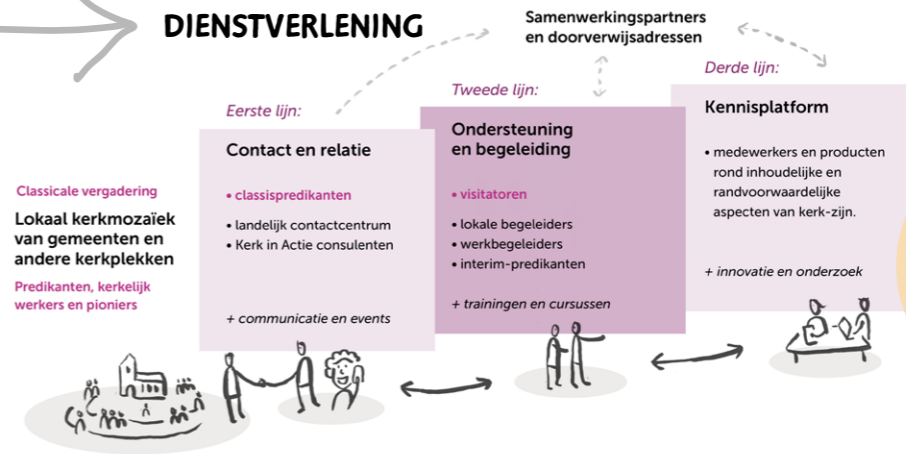 DIENSTVERLENING
Samenwerkingspartners
en doorverwijsadressen
Classicale vergadering
Lokaal kerkmozaïek
van gemeenten en
andere kerkplekken
Predikanten, kerkelijk
werkers en pioniers
Eerste lijn:
Contact en relatie
• classispredikanten
• landelijk contactcentrum
• Kerk in Actie consulenten
+ communicatie en events
Tweede lijn:
Ondersteuning
en begeleiding
• visitatoren
• lokale begeleiders
• werkbegeleiders
• interim-predikanten
+ trainingen en cursussen
Derde lijn:
Kennisplatform
• medewerkers en producten
rond inhoudelijke en
randvoorwaardelijke
aspecten van kerk-zijn.
+ innovatie en onderzoek